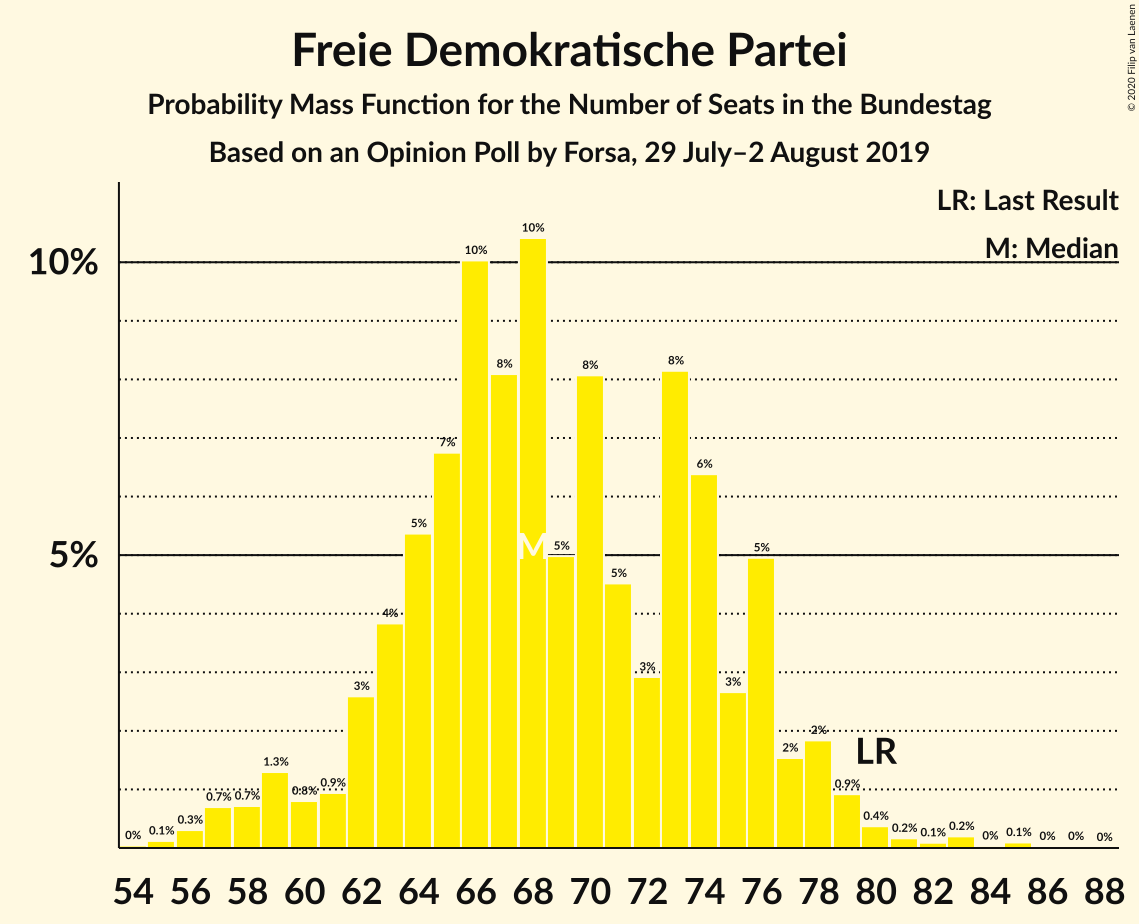 Freie Demokratische Partei
Probability Mass Function for the Number of Seats in the Bundestag
Based on an Opinion Poll by Forsa, 29 July–2 August 2019
© 2020 Filip van Laenen
LR: Last Result
M: Median
10%
5%
0% 0.1% 0.3% 0.7% 0.7% 1.3% 0.8% 0.9% 3% 4% 5% 7% 10% 8% 10% 5% 8% 5% 3% 8% 6% 3% 5% 2% 2% 0.9% 0.4% 0.2% 0.1% 0.2% 0% 0.1% 0% 0% 0%
M
LR
54 56 58 60 62 64 66 68 70 72 74 76 78 80 82 84 86 88